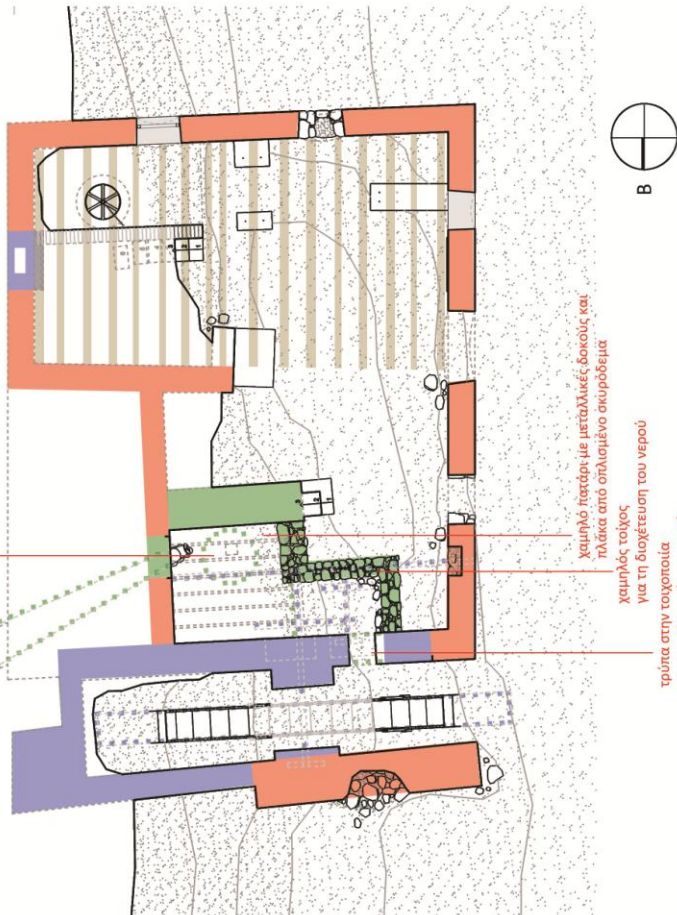 χαμηλό πατάρι με μεταλλικές δοκούς και
πλάκα από οπλισμένο σκυρόδεμα
χαμηλός τοίχος
για τη διοχέτευση του νερού
τρύπα στην τοιχοποιία
Β